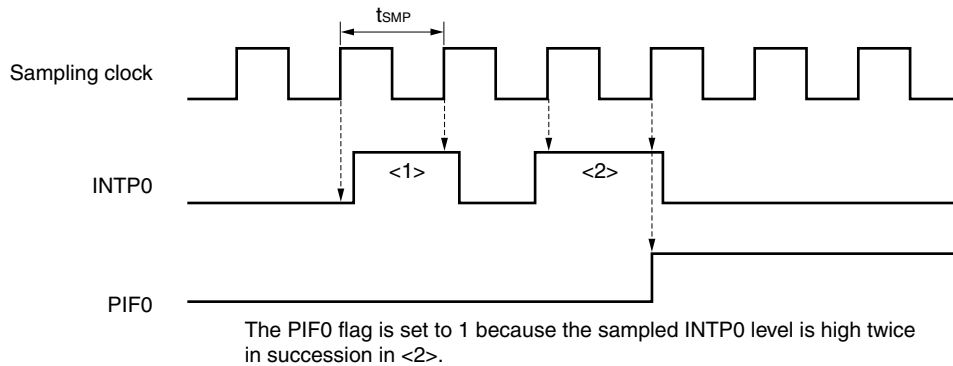 tSMP
Sampling clock
<1>
<2>
INTP0
PIF0
The PIF0 flag is set to 1 because the sampled INTP0 level is high twice
in succession in <2>.